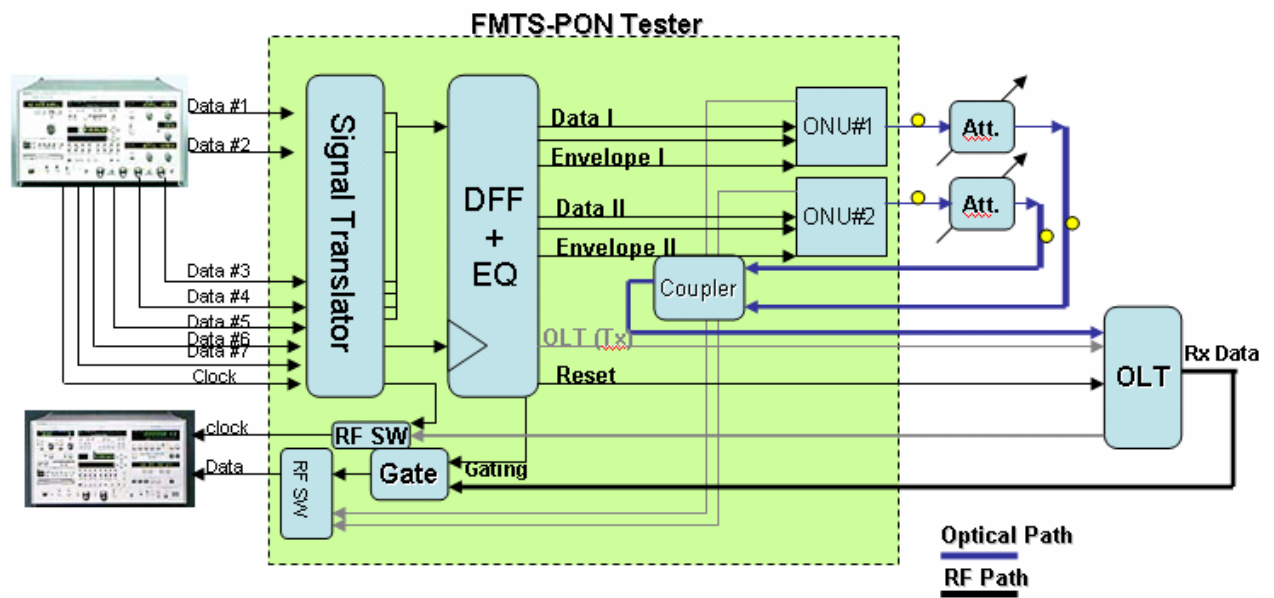 FMTS-PON Tester
Data #1
Data #2
Data #3
Data #4
Data #5
Data #6
Data #7
Clock
clock
Data
Signal Translator
DFF
+
EQ
Data I
Envelope I
Data II
Envelope II
OLT (Tx)
Reset
ONU#1
ONU#2
Att.
Att.
Coupler
OLT
Rx Data
RF SW
RF SW
Gate
Gating
Optical Path
RF Path